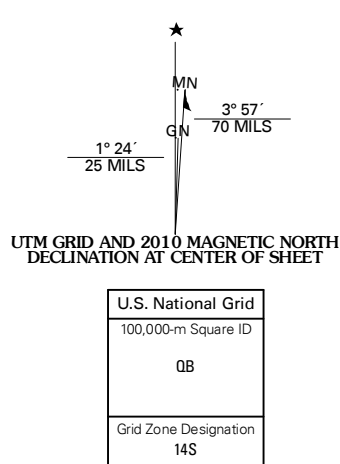 ★
MN
3° 57´
70 MILS
GN
1° 24´
25 MILS
UTM GRID AND 2010 MAGNETIC NORTH
DECLINATION AT CENTER OF SHEET
U.S. National Grid
100,000-m Square ID
QB
Grid Zone Designation
14S